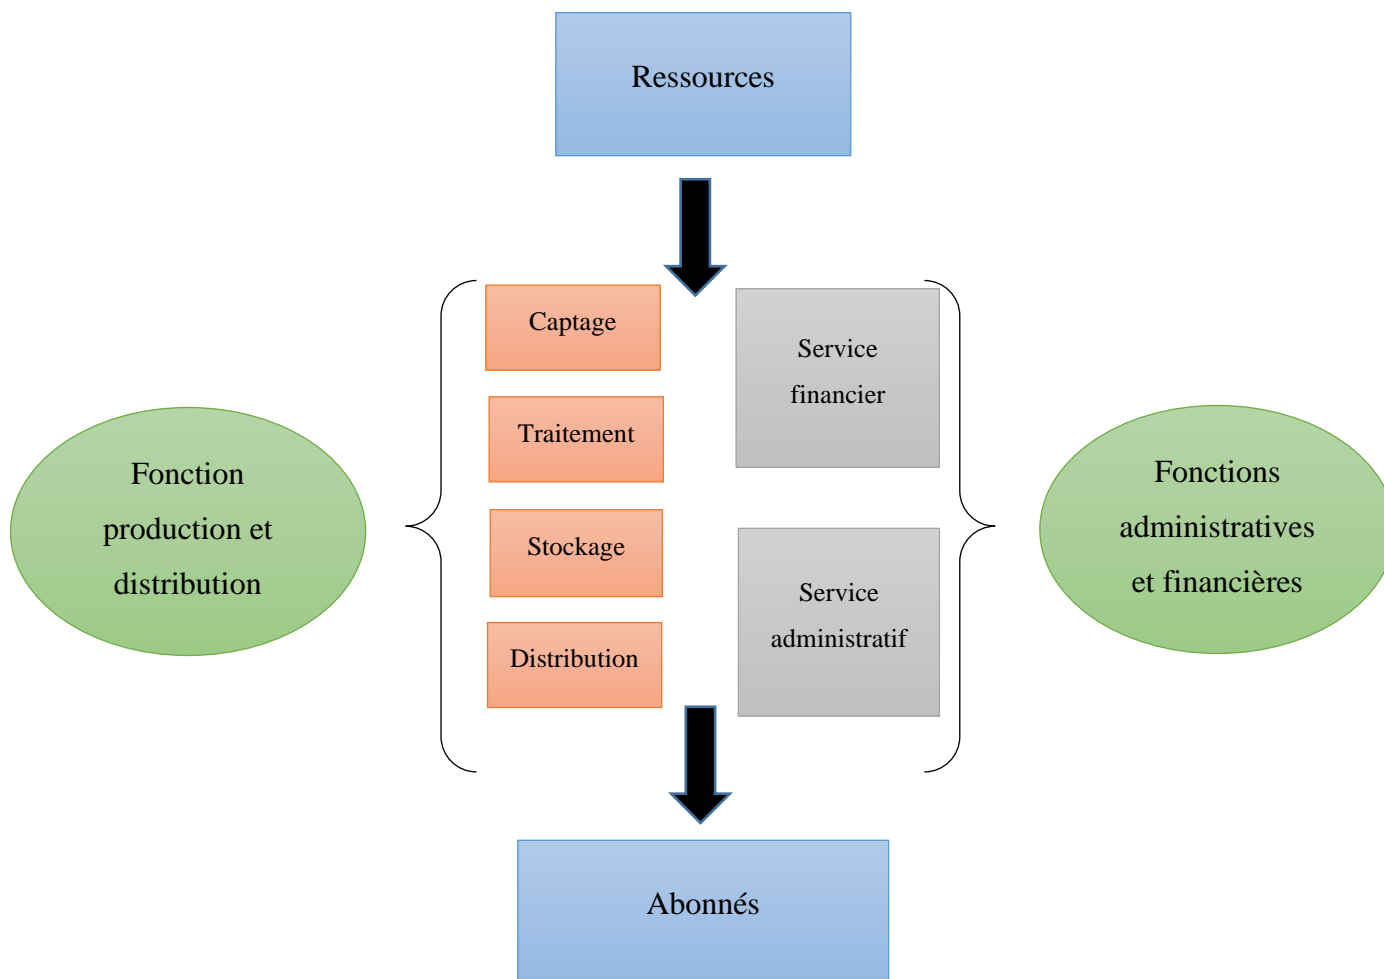 Ressources
Captage
Traitement
Stockage
Distribution
Service
financier
Service
administratif
Fonction
production et
distribution
Fonctions
administratives
et financières
Abonnés